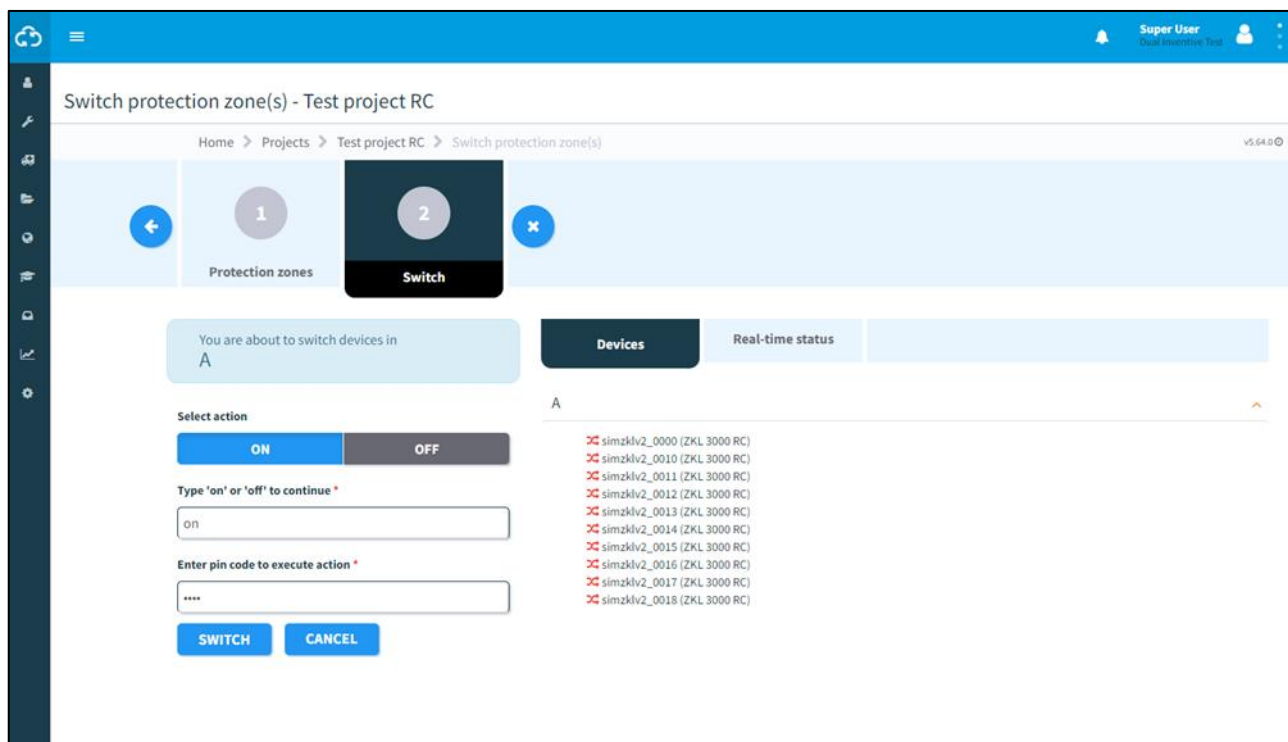 Super User
Dual Inventive Test
Switch protection zone(s) - Test project RC
Home > Projects > Test project RC > Switch protection zone(s)
v5.64.0
1
Protection zones
2
Switch
You are about to switch devices in
A
Select action
ON OFF
Type 'on' or 'off' to continue *
on
Enter pin code to execute action *
••••
SWITCH CANCEL
Devices Real-time status
A
simzklv2_0000 (ZKL 3000 RC)
simzklv2_0010 (ZKL 3000 RC)
simzklv2_0011 (ZKL 3000 RC)
simzklv2_0012 (ZKL 3000 RC)
simzklv2_0013 (ZKL 3000 RC)
simzklv2_0014 (ZKL 3000 RC)
simzklv2_0015 (ZKL 3000 RC)
simzklv2_0016 (ZKL 3000 RC)
simzklv2_0017 (ZKL 3000 RC)
simzklv2_0018 (ZKL 3000 RC)